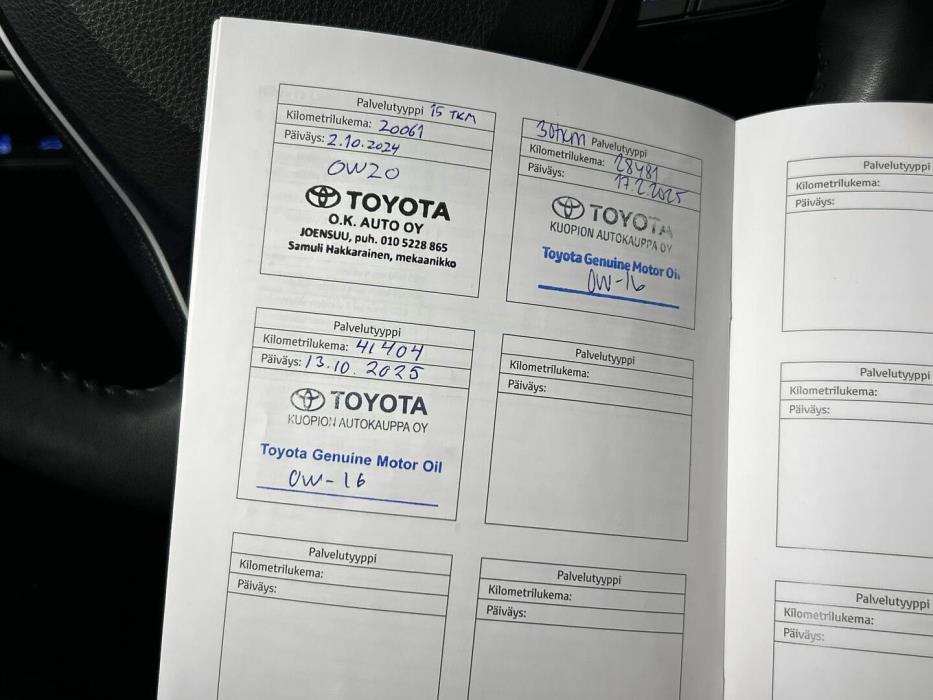 Palvelutyyppi 15 TKM
Kilometrilukema: 20061
Päiväys: 2.10.2024
0W20
TOYOTA
O.K. AUTO OY
JOENSUU, puh. 010 5228 865
Samuli Hakkarainen, mekaanikko
30TKM Palvelutyyppi
Kilometrilukema: 28481
Päiväys: 17.2.2025
TOYOTA
KUOPION AUTOKAUPPA OY
Toyota Genuine Motor Oil
0W-16
Palvelutyyppi
Kilometrilukema: 41404
Päiväys: 13.10.2025
TOYOTA
KUOPION AUTOKAUPPA OY
Toyota Genuine Motor Oil
0W-16
Palvelutyyppi
Kilometrilukema:
Päiväys:
Palvelutyyppi
Kilometrilukema:
Päiväys:
Palvelutyyppi
Kilometrilukema:
Päiväys:
Palvelutyyppi
Kilometrilukema:
Päiväys:
Palvelutyyppi
Kilometrilukema:
Päiväys:
Palvelutyyppi
Kilometrilukema:
Päiväys: